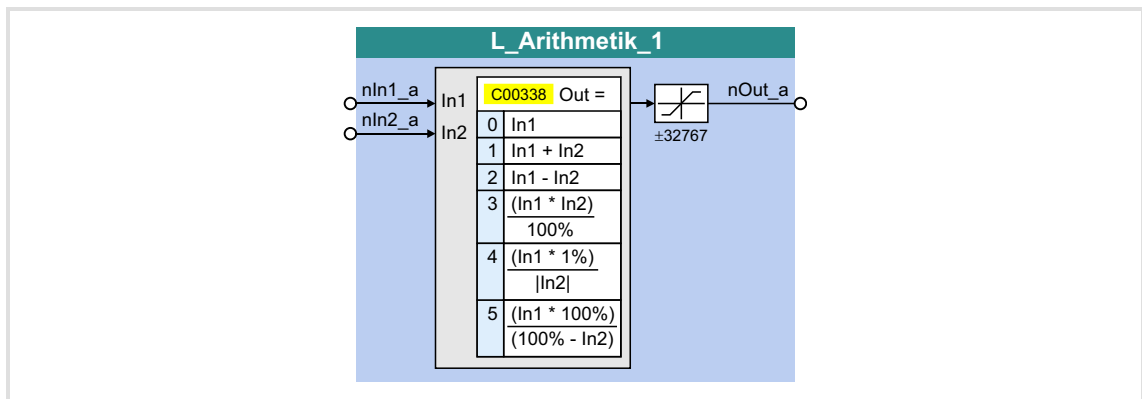 L_Arithmetik_1
nIn1_a
nIn2_a
In1
In2
C00338 Out =
0 In1
1 In1 + In2
2 In1 - In2
3 (In1 * In2)
100%
4 (In1 * 1%)
|In2|
5 (In1 * 100%)
(100% - In2)
nOut_a
±32767